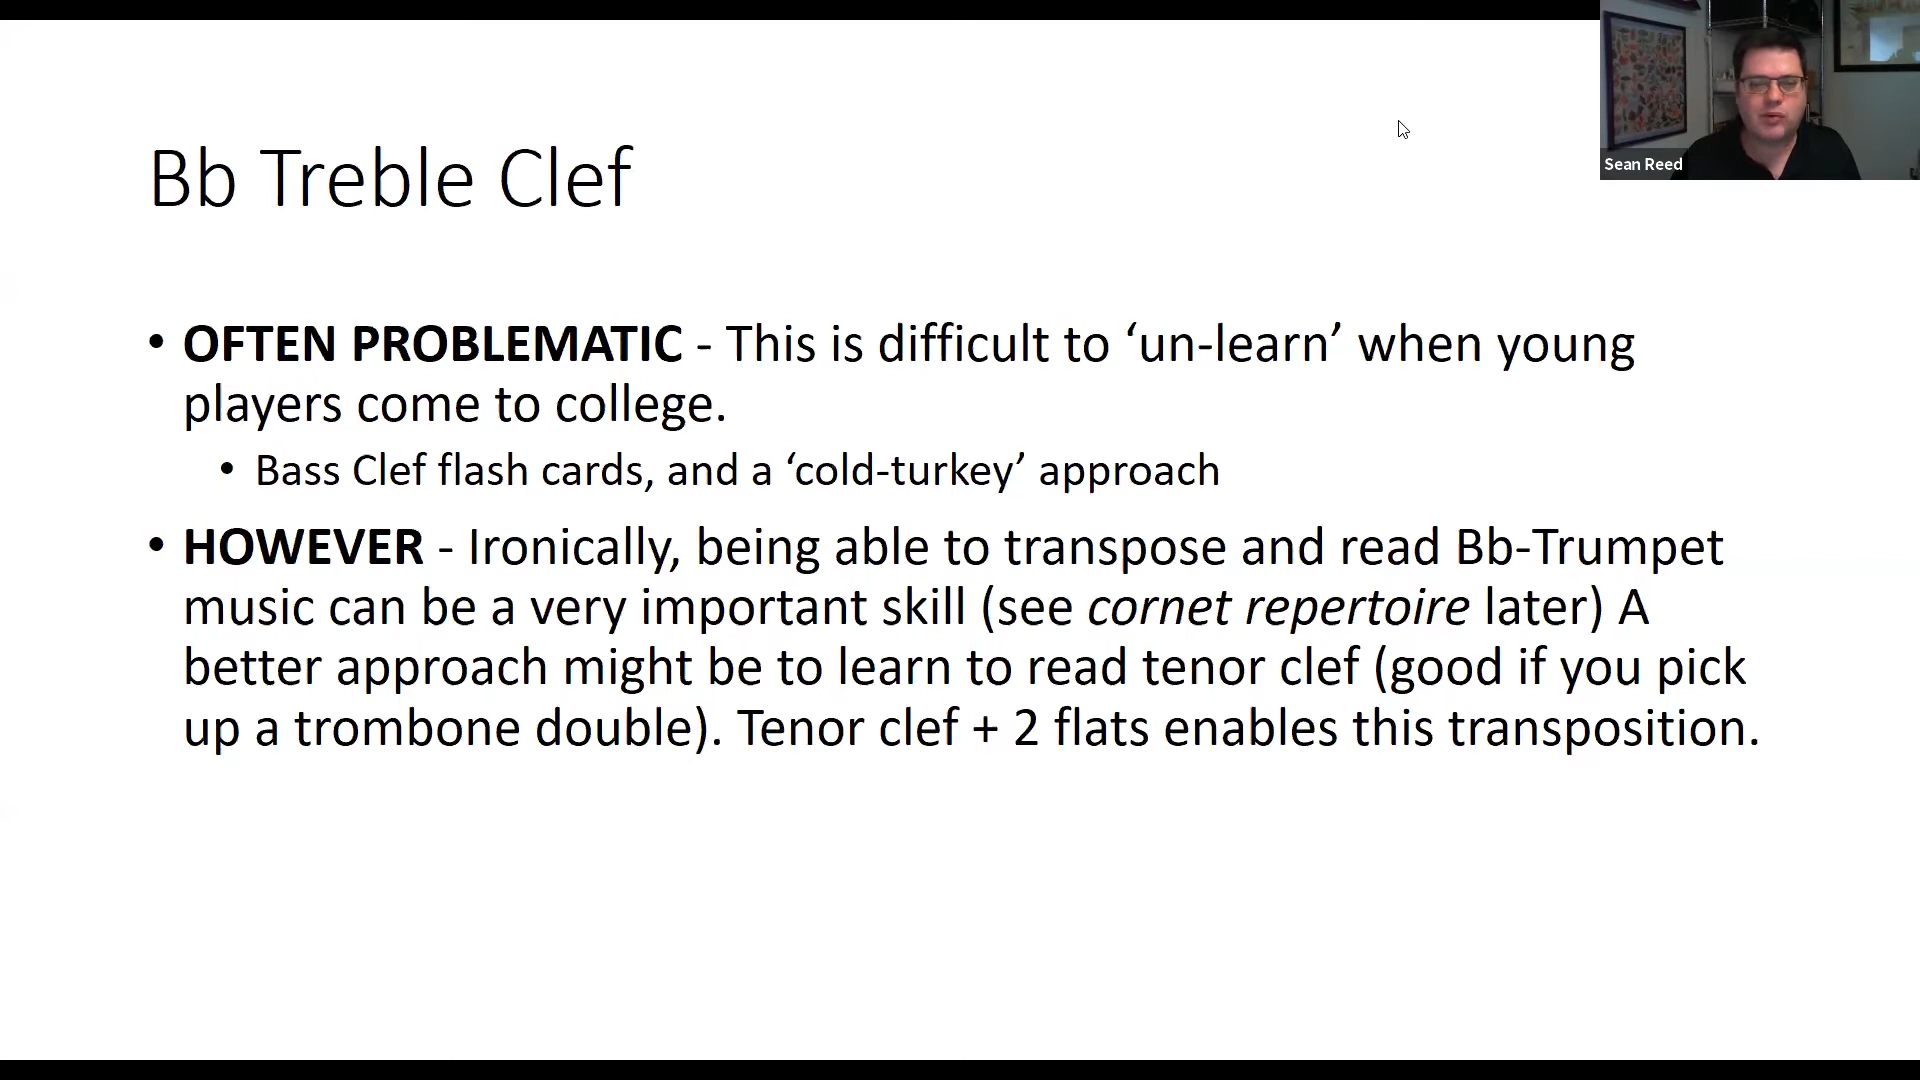 Sean Reed
Bb Treble Clef
• OFTEN PROBLEMATIC - This is difficult to ‘un-learn’ when young
players come to college.
• Bass Clef flash cards, and a ‘cold-turkey’ approach
• HOWEVER - Ironically, being able to transpose and read Bb-Trumpet
music can be a very important skill (see cornet repertoire later) A
better approach might be to learn to read tenor clef (good if you pick
up a trombone double). Tenor clef + 2 flats enables this transposition.